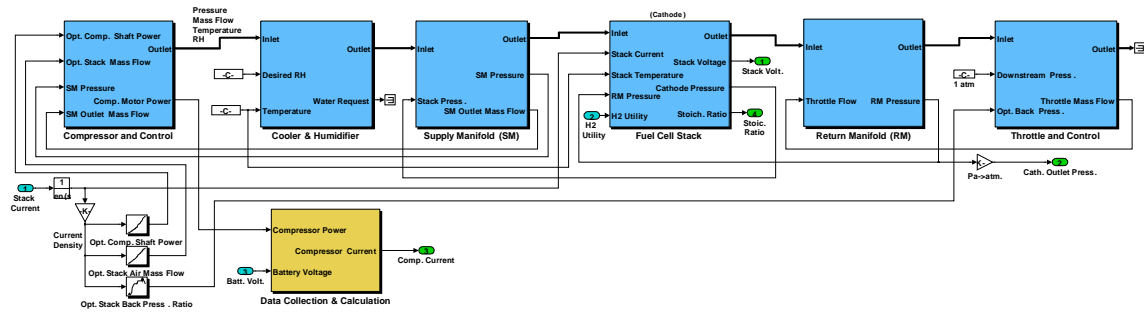 Pressure
Mass Flow
Temperature
RH
(Cathode)
Opt. Comp. Shaft Power
Outlet
Opt. Stack Mass Flow
SM Pressure
Comp. Motor Power
SM Outlet Mass Flow
Compressor and Control
Inlet
Outlet
-C-
Desired RH
Water Request
-C-
Temperature
Cooler & Humidifier
Inlet
Outlet
SM Pressure
Stack Press.
SM Outlet Mass Flow
Supply Manifold (SM)
Inlet
Outlet
Stack Current
Stack Voltage
Stack Temperature
Cathode Pressure
RM Pressure
Stoich. Ratio
H2 Utility
Fuel Cell Stack
1
Stack Volt.
4
Stoic.
Ratio
2
H2
Utility
Inlet
Outlet
Throttle Flow
RM Pressure
Return Manifold (RM)
Inlet
Outlet
-C-
1 atm
Downstream Press.
Throttle Mass Flow
Opt. Back Press.
Throttle and Control
K-
Pa->atm.
2
Cath. Outlet Press.
1
Stack
Current
1
en(s
-K-
Current
Density
Opt. Comp. Shaft Power
Opt. Stack Air Mass Flow
Opt. Stack Back Press. Ratio
Compressor Power
Compressor Current
Battery Voltage
3
Batt. Volt.
3
Comp. Current
Data Collection & Calculation